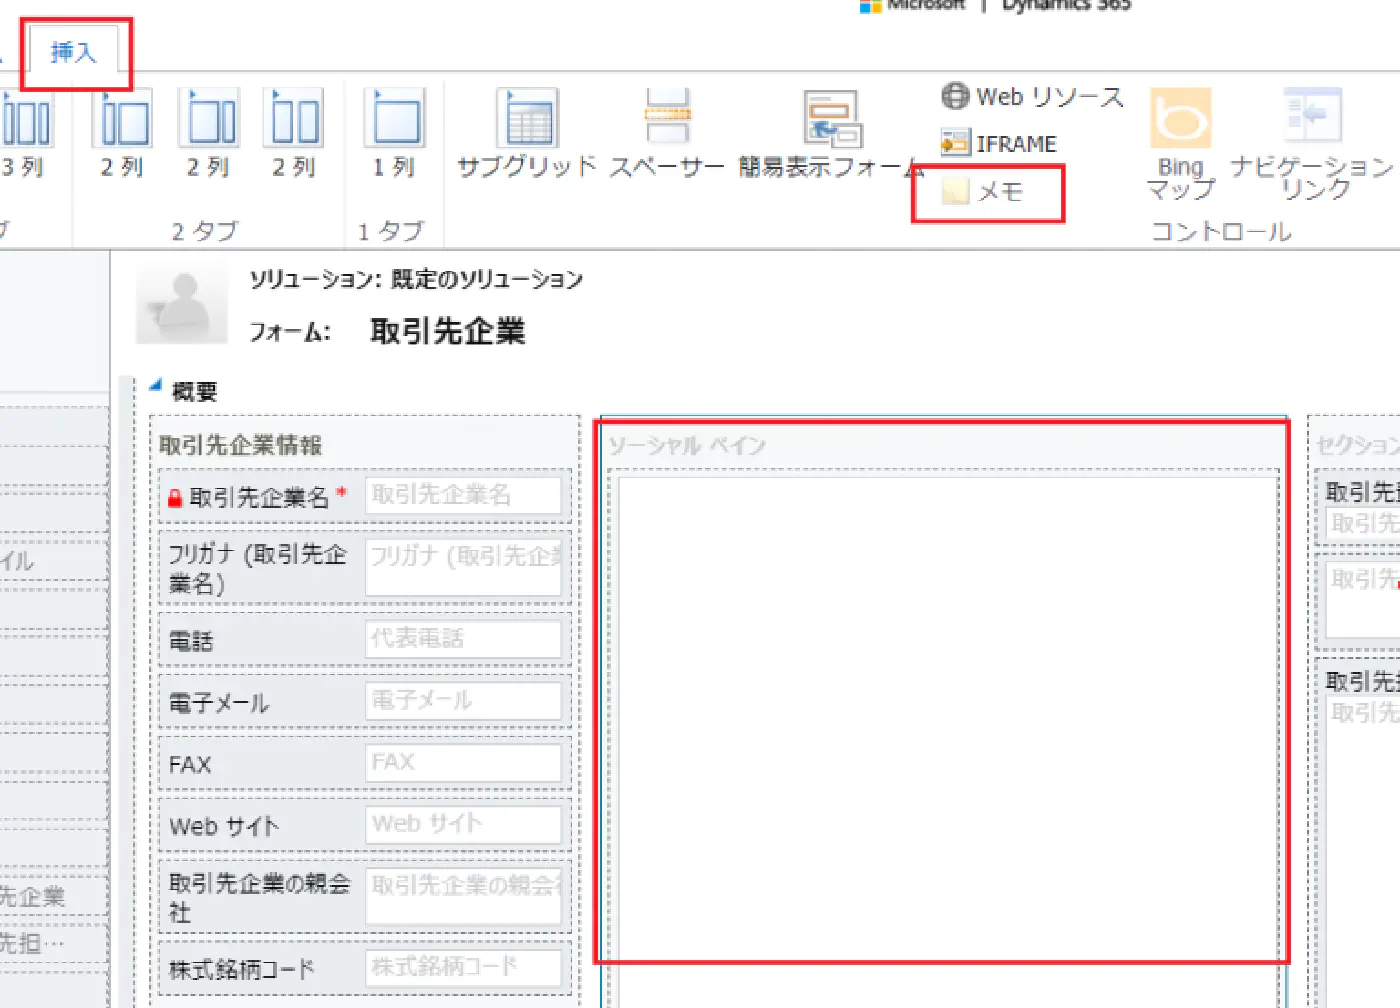 Microsoft | Dynamics 365
挿入
3 列
2 列
2 列
2 列
1 列
サブグリッド
スペーサー
簡易表示フォーム
Web リソース
IFRAME
メモ
Bing
マップ
ナビゲーション
リンク
2 タブ
1 タブ
コントロール
ソリューション: 既定のソリューション
フォーム: 取引先企業
概要
取引先企業情報
取引先企業名 *
取引先企業名
フリガナ (取引先企
業名)
フリガナ (取引先企業
電話
代表電話
電子メール
電子メール
FAX
FAX
Web サイト
Web サイト
取引先企業の親会
社
取引先企業の親会社
株式銘柄コード
株式銘柄コード
ソーシャル ペイン
セクション
取引先
取引先
取引先
取引先
取引先
イル
先企業
先担…